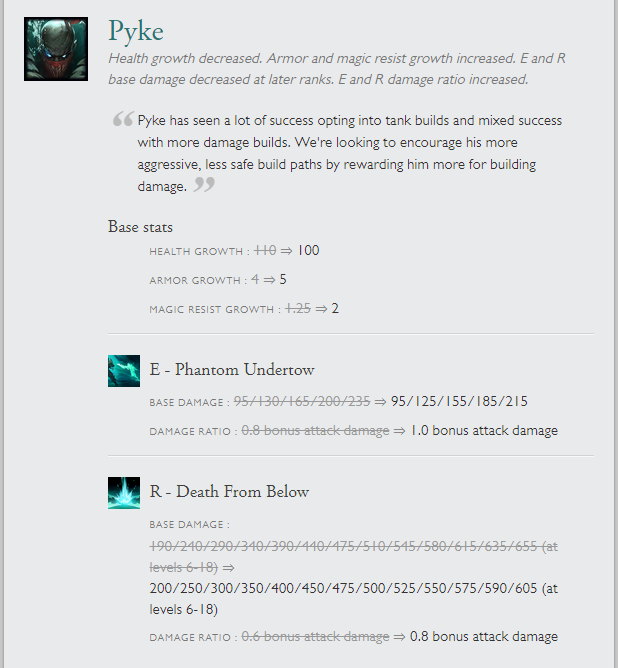 Pyke
Health growth decreased. Armor and magic resist growth increased. E and R
base damage decreased at later ranks. E and R damage ratio increased.
“ Pyke has seen a lot of success opting into tank builds and mixed success
with more damage builds. We're looking to encourage his more
aggressive, less safe build paths by rewarding him more for building
damage. ”
Base stats
HEALTH GROWTH : 110 ⇒ 100
ARMOR GROWTH : 4 ⇒ 5
MAGIC RESIST GROWTH : 1.25 ⇒ 2
E - Phantom Undertow
BASE DAMAGE : 95/130/165/200/235 ⇒ 95/125/155/185/215
DAMAGE RATIO : 0.8 bonus attack damage ⇒ 1.0 bonus attack damage
R - Death From Below
BASE DAMAGE :
190/240/290/340/390/440/475/510/545/580/615/635/655 (at
levels 6-18) ⇒
200/250/300/350/400/450/475/500/525/550/575/590/605 (at
levels 6-18)
DAMAGE RATIO : 0.6 bonus attack damage ⇒ 0.8 bonus attack damage